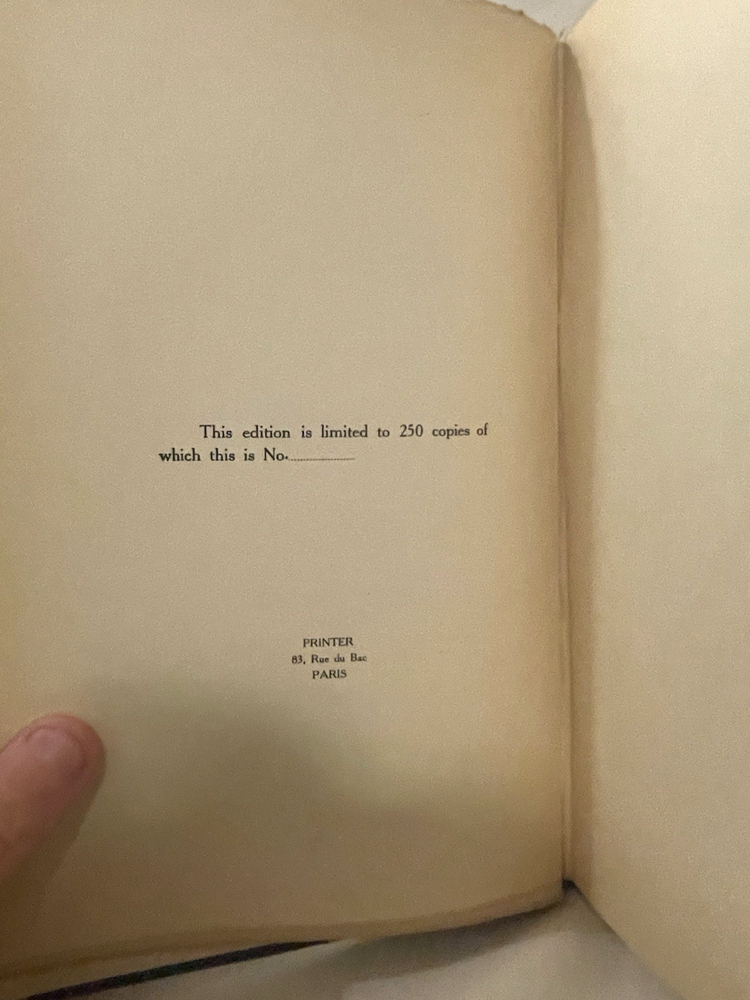 This edition is limited to 250 copies of
which this is No.............
PRINTER
83, Rue du Bac
PARIS